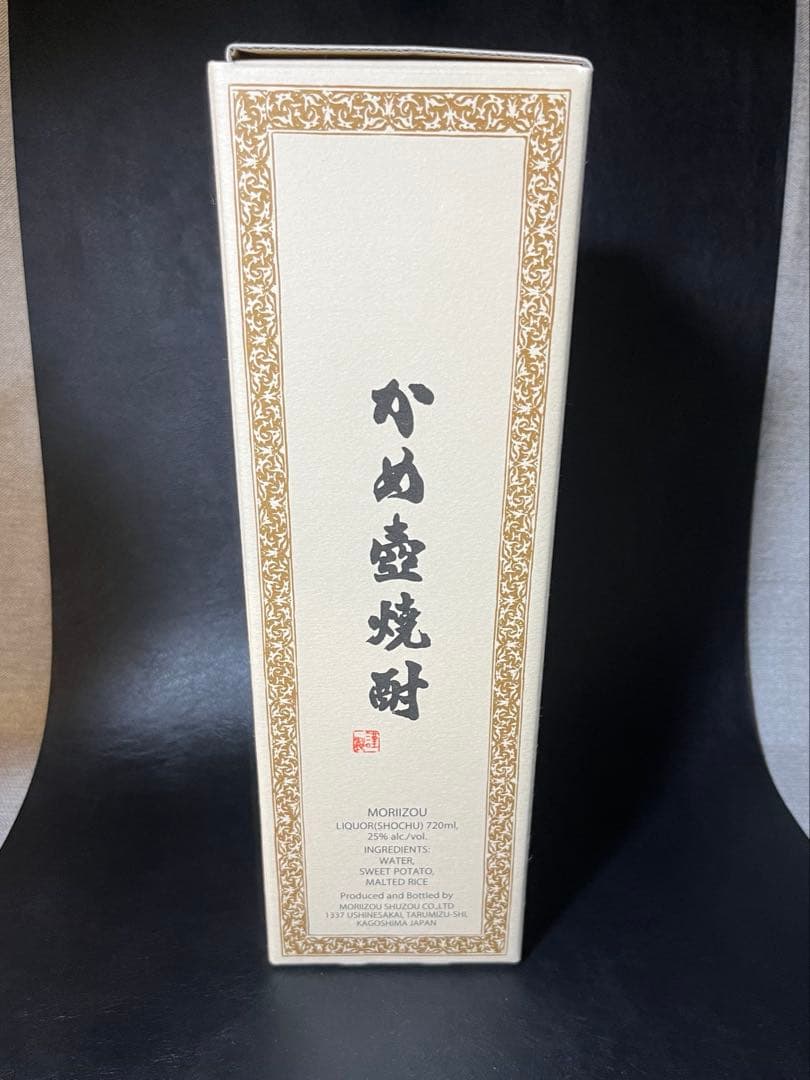 かめ壺焼酎
MORIIZOU
LIQUOR(SHOCHU) 720ml,
25% alc./vol.
INGREDIENTS:
WATER,
SWEET POTATO,
MALTED RICE
Produced and Bottled by
MORIIZOU SHUZOU CO.,LTD
1337 USHINESAKAI, TARUMIZU-SHI,
KAGOSHIMA JAPAN